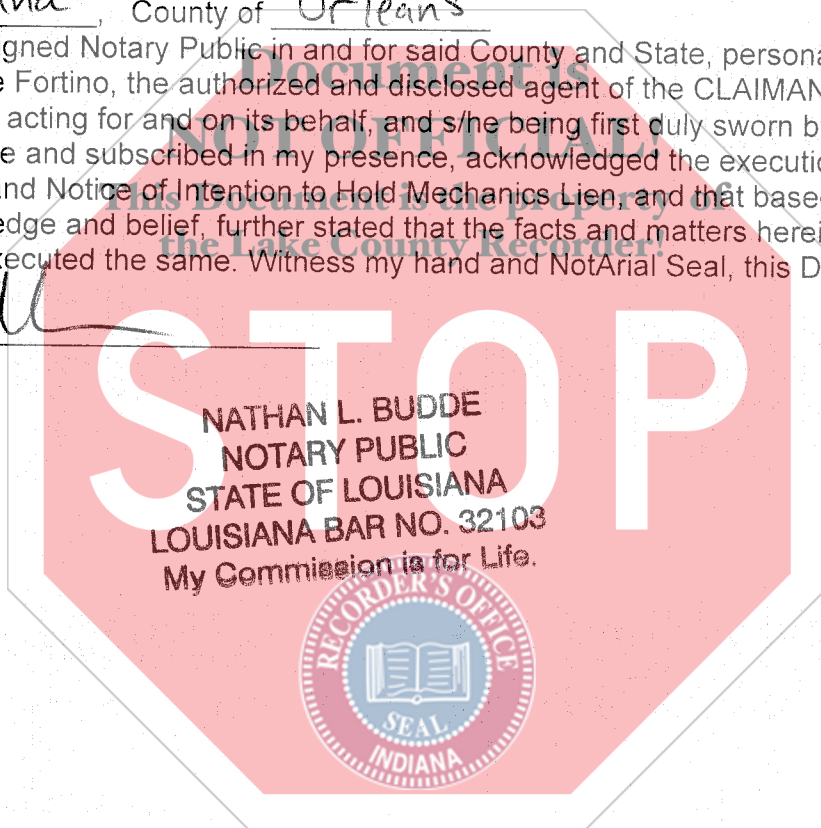 , County of Orleans
gned Notary Public in and for said County and State, persona
e Fortino, the authorized and disclosed agent of the CLAIMAN
acting for and on its behalf, and s/he being first duly sworn b
e and subscribed in my presence, acknowledged the executio
nd Notice of Intention to Hold Mechanics Lien, and that base
edge and belief, further stated that the facts and matters herei
xecuted the same. Witness my hand and NotArial Seal, this D
Document is
NOT OFFICIAL!
This Document is the property of
the Lake County Recorder!
STOP
NATHAN L. BUDDE
NOTARY PUBLIC
STATE OF LOUISIANA
LOUISIANA BAR NO. 32103
My Commission is for Life.
RECORDER'S OFFICE
SEAL
INDIANA